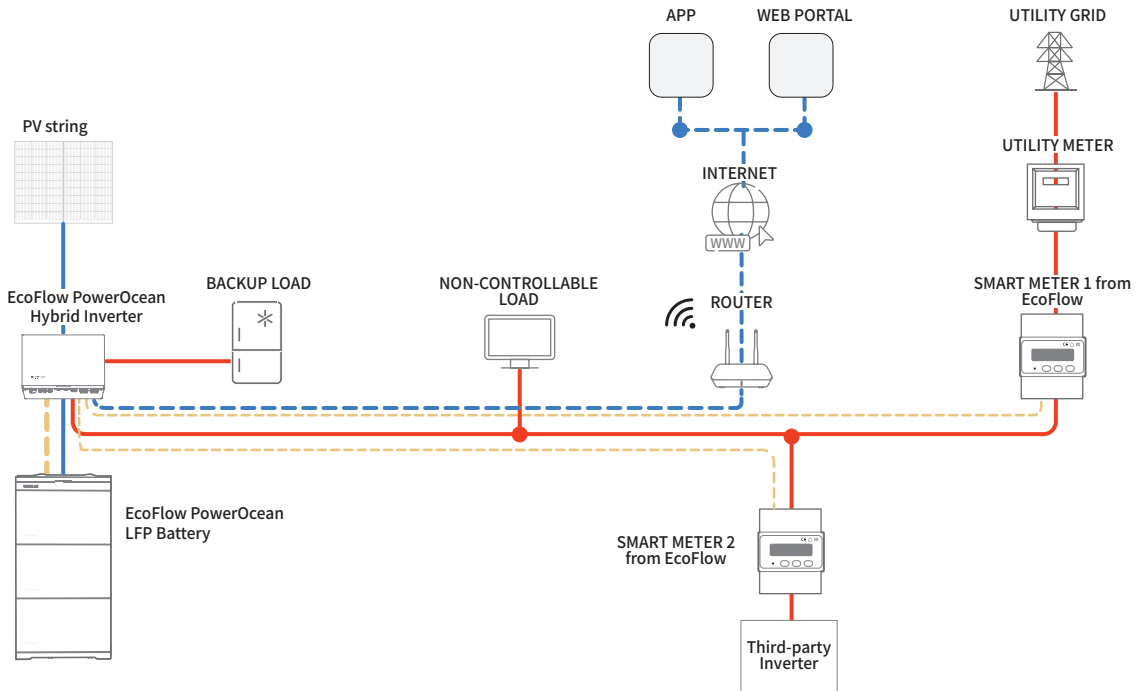 APP
WEB PORTAL
UTILITY GRID
PV string
UTILITY METER
INTERNET
WWW
EcoFlow PowerOcean
Hybrid Inverter
BACKUP LOAD
NON-CONTROLLABLE
LOAD
ROUTER
SMART METER 1 from
EcoFlow
EcoFlow PowerOcean
LFP Battery
SMART METER 2
from EcoFlow
Third-party
Inverter